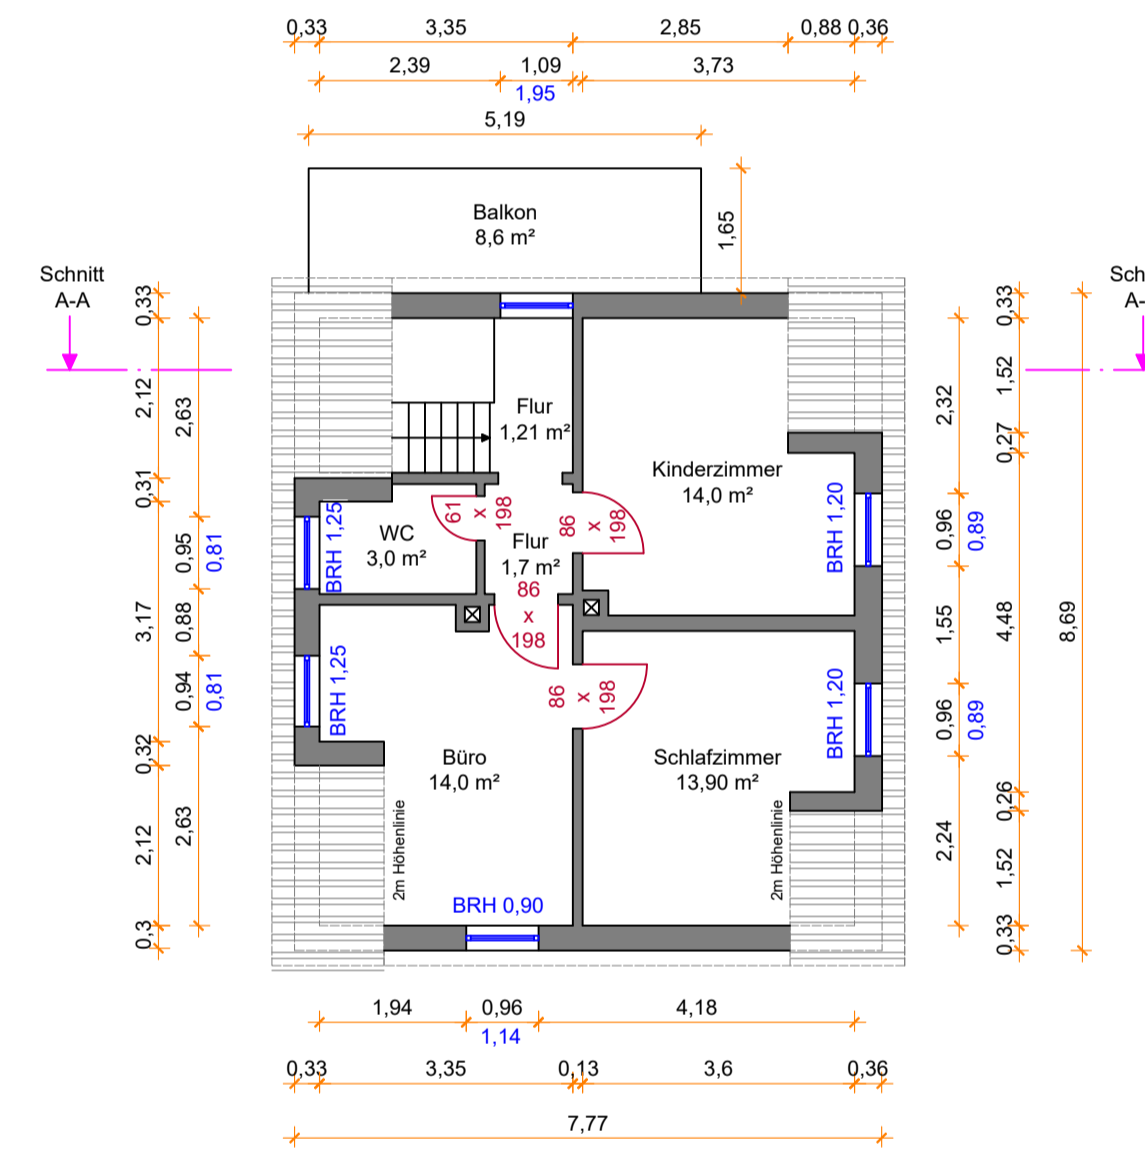 0,33 3,35 2,85 0,88 0,36
2,39 1,09 3,73
1,95
5,19
Balkon
8,6 m²
1,65
Schnitt
A-A
Sch
A-
0,33
2,12
0,31
3,17
0,32
2,12
0,3
2,63
0,95
0,81
0,88
0,94
0,81
2,63
Flur
1,21 m²
Kinderzimmer
14,0 m²
BRH 1,20
WC
3,0 m²
BRH 1,25
61 x 198
86 x 198
Flur
1,7 m²
86
x
198
BRH 1,25
86 x 198
BRH 1,20
Büro
14,0 m²
Schlafzimmer
13,90 m²
2m Höhenlinie
2m Höhenlinie
BRH 0,90
2,32
0,96
0,89
1,55
0,96
0,89
2,24
0,33
1,52
0,27
4,48
0,26
1,52
0,33
8,69
1,94 0,96 4,18
1,14
0,33 3,35 0,13 3,6 0,36
7,77